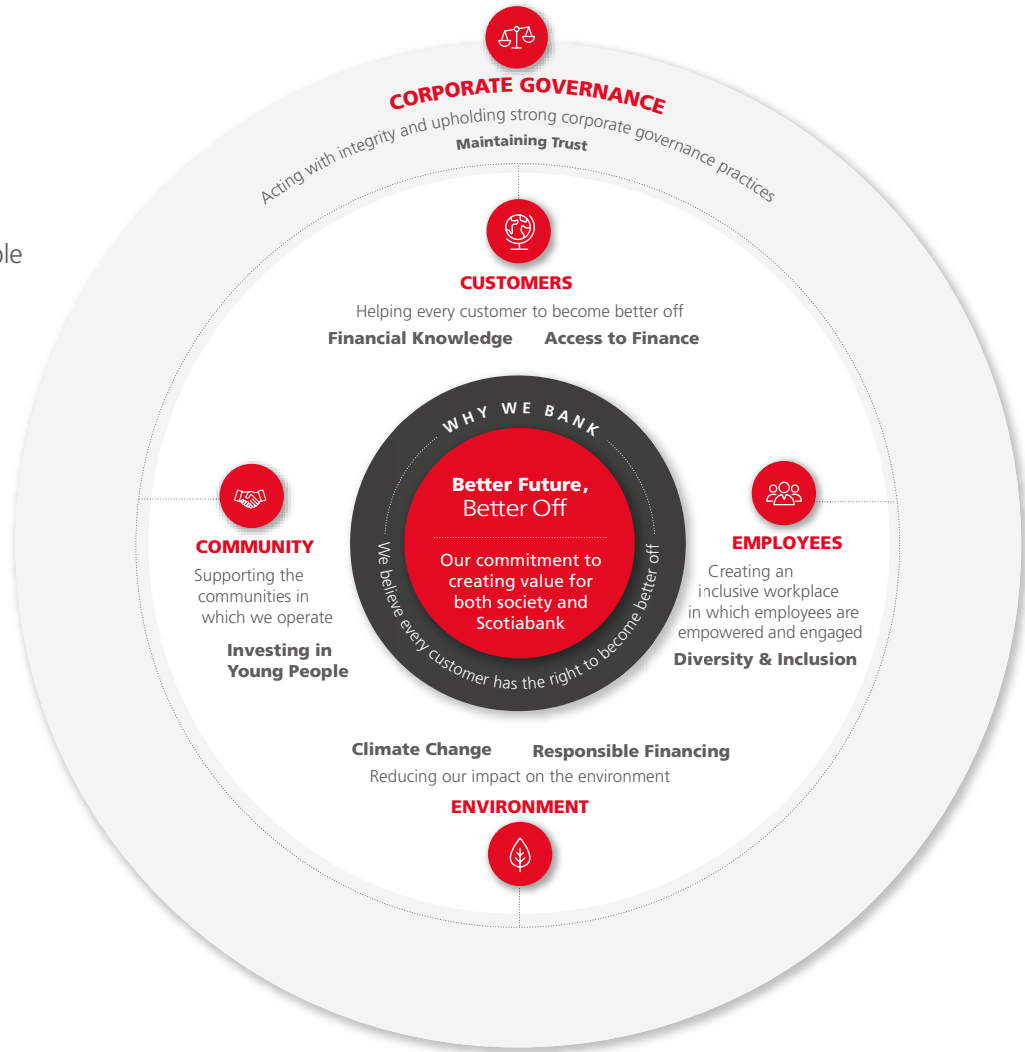 CORPORATE GOVERNANCE
Acting with integrity and upholding strong corporate governance practices
Maintaining Trust
CUSTOMERS
Helping every customer to become better off
Financial Knowledge Access to Finance
WHY WE BANK
Better Future,
Better Off
Our commitment to
creating value for
both society and
Scotiabank
We believe every customer has the right to become better off
COMMUNITY
Supporting the
communities in
which we operate
Investing in
Young People
EMPLOYEES
Creating an
inclusive workplace
in which employees are
empowered and engaged
Diversity & Inclusion
Climate Change Responsible Financing
Reducing our impact on the environment
ENVIRONMENT